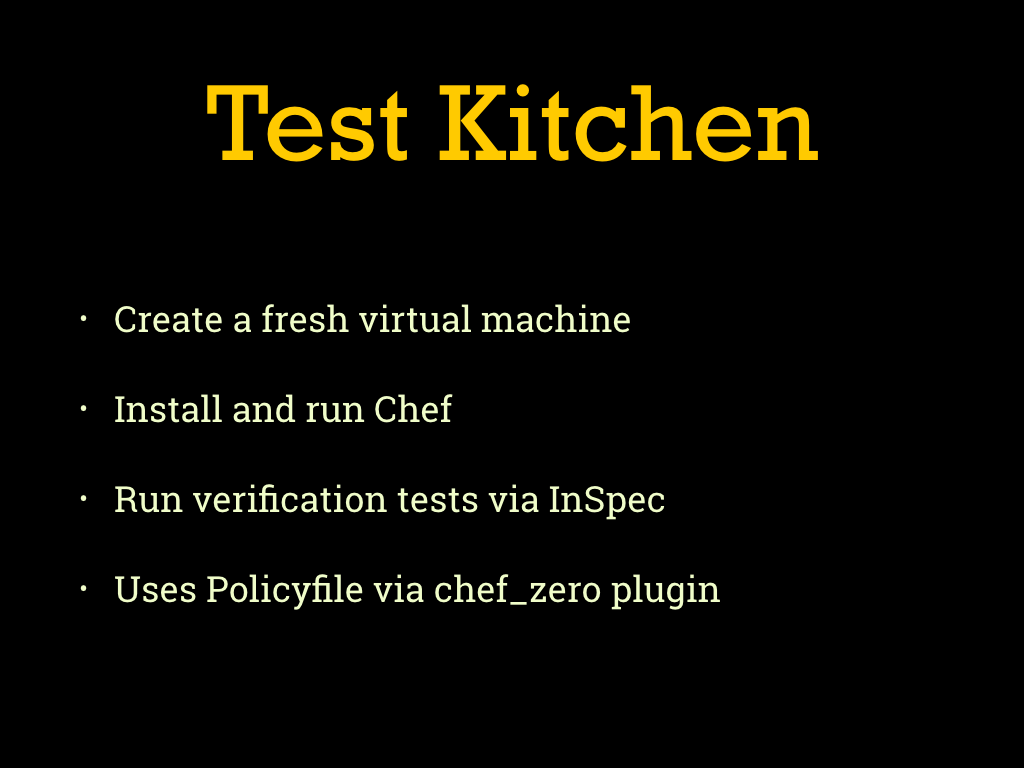 Test Kitchen
• Create a fresh virtual machine
• Install and run Chef
• Run verification tests via InSpec
• Uses Policyfile via chef_zero plugin